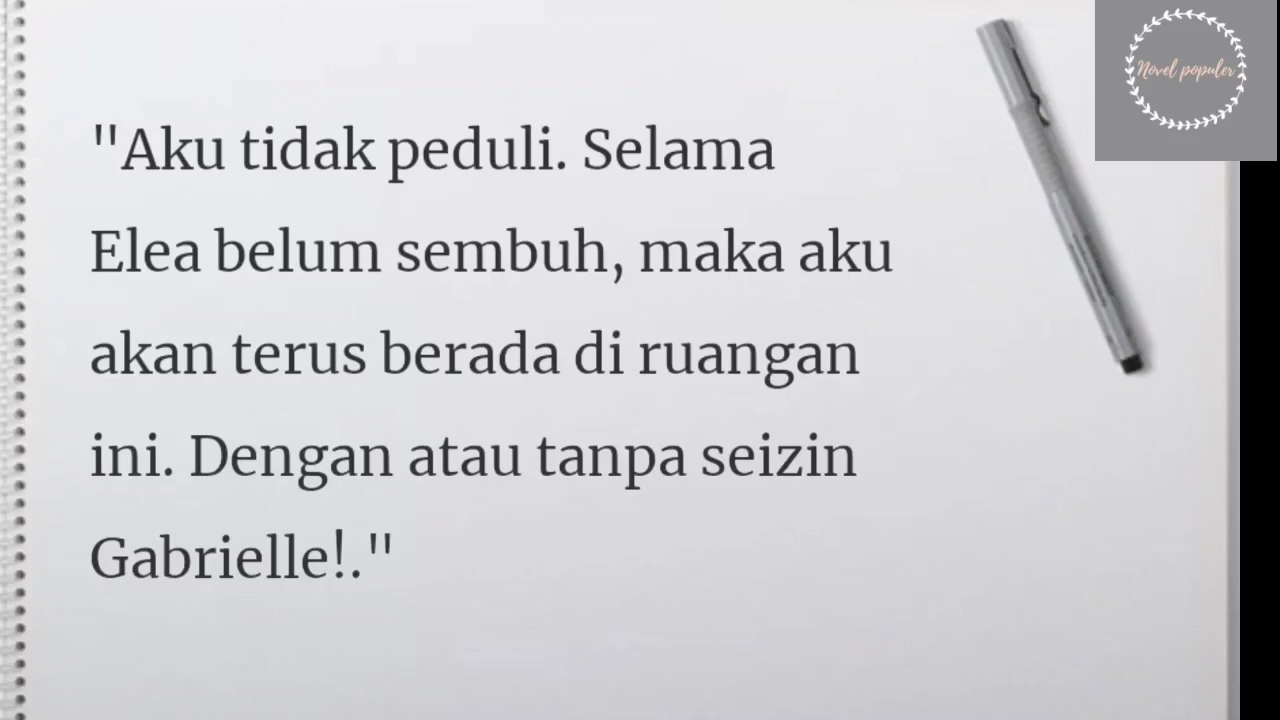 Novel populer
"Aku tidak peduli. Selama
Elea belum sembuh, maka aku
akan terus berada di ruangan
ini. Dengan atau tanpa seizin
Gabrielle!."